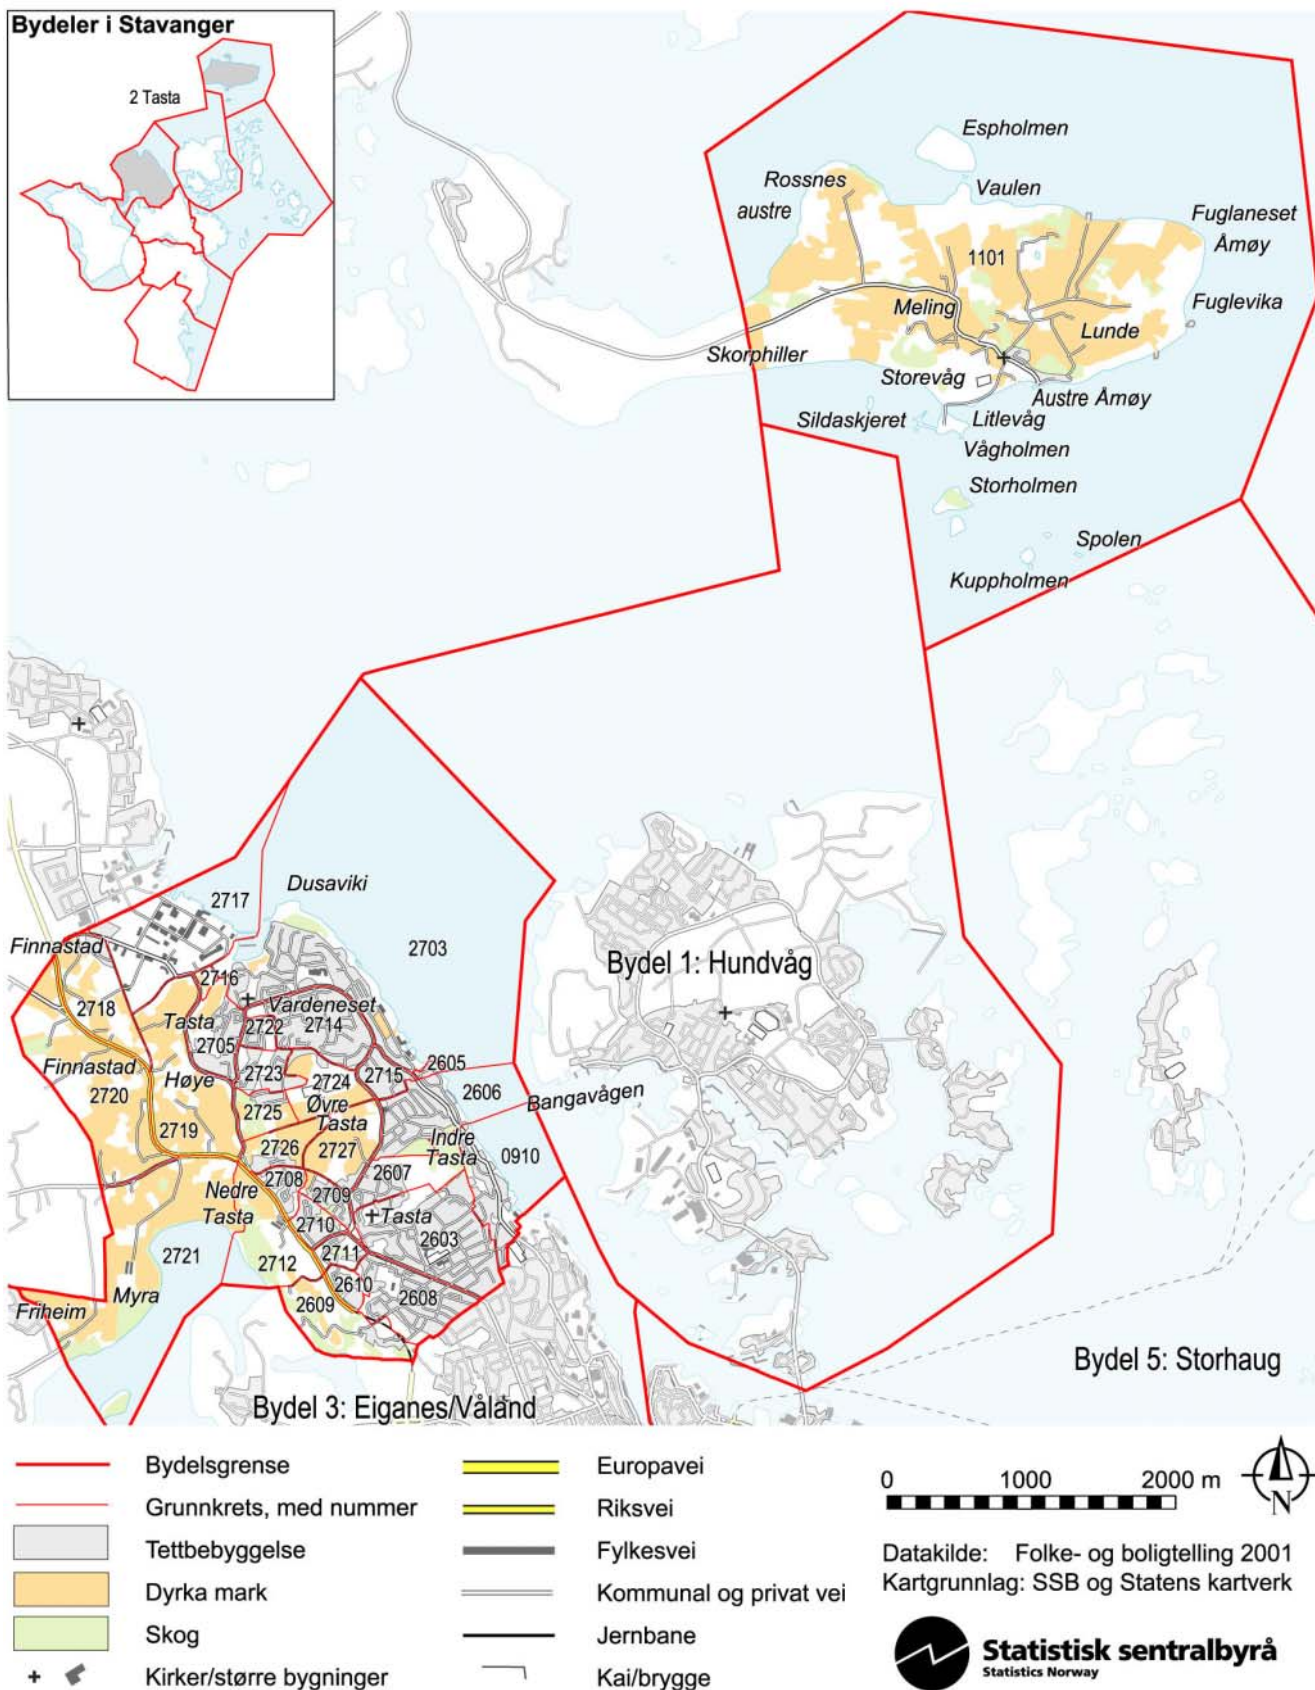 Bydeler i Stavanger
2 Tasta
Espholmen
Rossnes
austre
Vaulen
Fuglaneset
Åmøy
1101
Meling
Fuglevika
Lunde
Skorphiller
Storevåg
Austre Åmøy
Sildaskjeret
Litlevåg
Vågholmen
Storholmen
Spolen
Kuppholmen
2717
Dusaviki
Finnastad
2703
Bydel 1: Hundvåg
2716
2718
Vardeneset
Tasta
2722
2714
2705
Finnastad
2605
2723
2724
2715
2720
Høye
2606
Bangavågen
2725
Øvre
Tasta
2719
2726
2727
Indre
Tasta
0910
2708
2607
Nedre
Tasta
2709
2710
Tasta
2603
2721
2712
2711
Myra
2610
2609
2608
Friheim
Bydel 5: Storhaug
Bydel 3: Eiganes/Våland
Bydelsgrense
Grunnkrets, med nummer
Tettbebyggelse
Dyrka mark
Skog
Kirker/større bygninger
Europavei
Riksvei
Fylkesvei
Kommunal og privat vei
Jernbane
Kai/brygge
0 1000 2000 m
N
Datakilde: Folke- og boligtelling 2001
Kartgrunnlag: SSB og Statens kartverk
Statistisk sentralbyrå
Statistics Norway